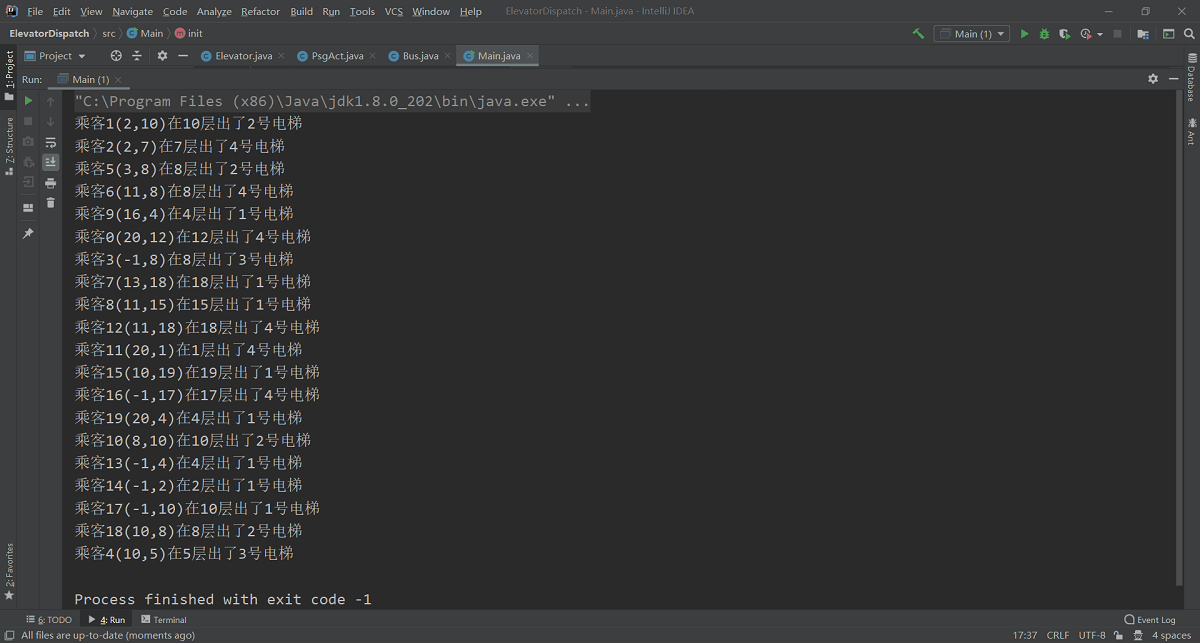 File Edit View Navigate Code Analyze Refactor Build Run Tools VCS Window Help ElevatorDispatch - Main.java - IntelliJ IDEA
ElevatorDispatch src Main init Main (1)
Project Elevator.java PsgAct.java Bus.java Main.java
1: Project
Run: Main (1)
Database
Ant
Z: Structure
2: Favorites
"C:\Program Files (x86)\Java\jdk1.8.0_202\bin\java.exe" ...
乘客1(2,10)在10层出了2号电梯
乘客2(2,7)在7层出了4号电梯
乘客5(3,8)在8层出了2号电梯
乘客6(11,8)在8层出了4号电梯
乘客9(16,4)在4层出了1号电梯
乘客0(20,12)在12层出了4号电梯
乘客3(-1,8)在8层出了3号电梯
乘客7(13,18)在18层出了1号电梯
乘客8(11,15)在15层出了1号电梯
乘客12(11,18)在18层出了4号电梯
乘客11(20,1)在1层出了4号电梯
乘客15(10,19)在19层出了1号电梯
乘客16(-1,17)在17层出了4号电梯
乘客19(20,4)在4层出了1号电梯
乘客10(8,10)在10层出了2号电梯
乘客13(-1,4)在4层出了1号电梯
乘客14(-1,2)在2层出了1号电梯
乘客17(-1,10)在10层出了1号电梯
乘客18(10,8)在8层出了2号电梯
乘客4(10,5)在5层出了3号电梯
Process finished with exit code -1
6: TODO 4: Run Terminal Event Log
All files are up-to-date (moments ago) 17:37 CRLF UTF-8 4 spaces